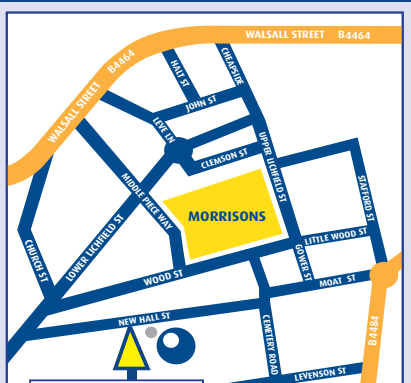 WALSALL STREET B4464
WALSALL STREET B4464
HALT ST
CHEAPSIDE
JOHN ST
LEVE LN
CLEMSON ST
UPPER LICHFIELD ST
MIDDLE PIECE WAY
MORRISONS
STAFFORD ST
LOWER LICHFIELD ST
CHURCH ST
LITTLE WOOD ST
GOWER ST
WOOD ST
MOAT ST
NEW HALL ST
CEMETERY ROAD
B4484
LEVENSON ST